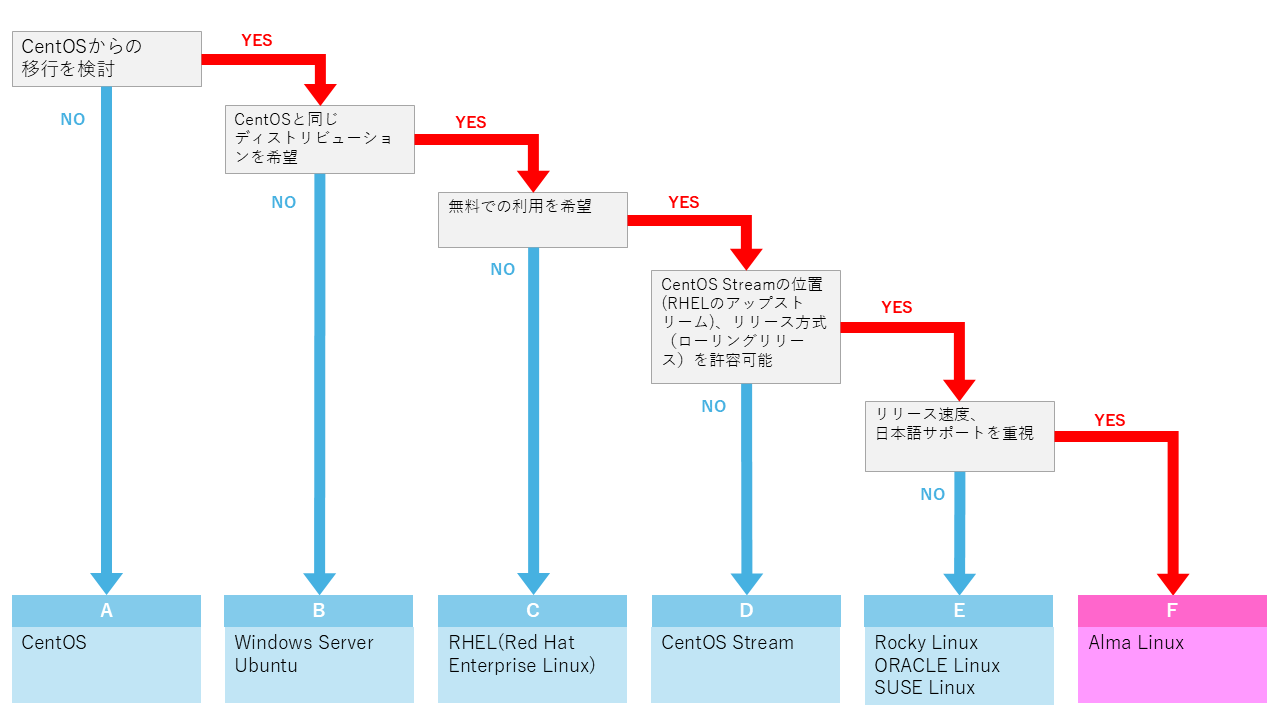 CentOSからの
移行を検討
YES
NO
CentOSと同じ
ディストリビューショ
ンを希望
YES
NO
無料での利用を希望
YES
NO
CentOS Streamの位置
(RHELのアップスト
リーム)、リリース方式
（ローリングリリー
ス）を許容可能
YES
NO
リリース速度、
日本語サポートを重視
YES
NO
A
CentOS
B
Windows Server
Ubuntu
C
RHEL(Red Hat
Enterprise Linux)
D
CentOS Stream
E
Rocky Linux
ORACLE Linux
SUSE Linux
F
Alma Linux